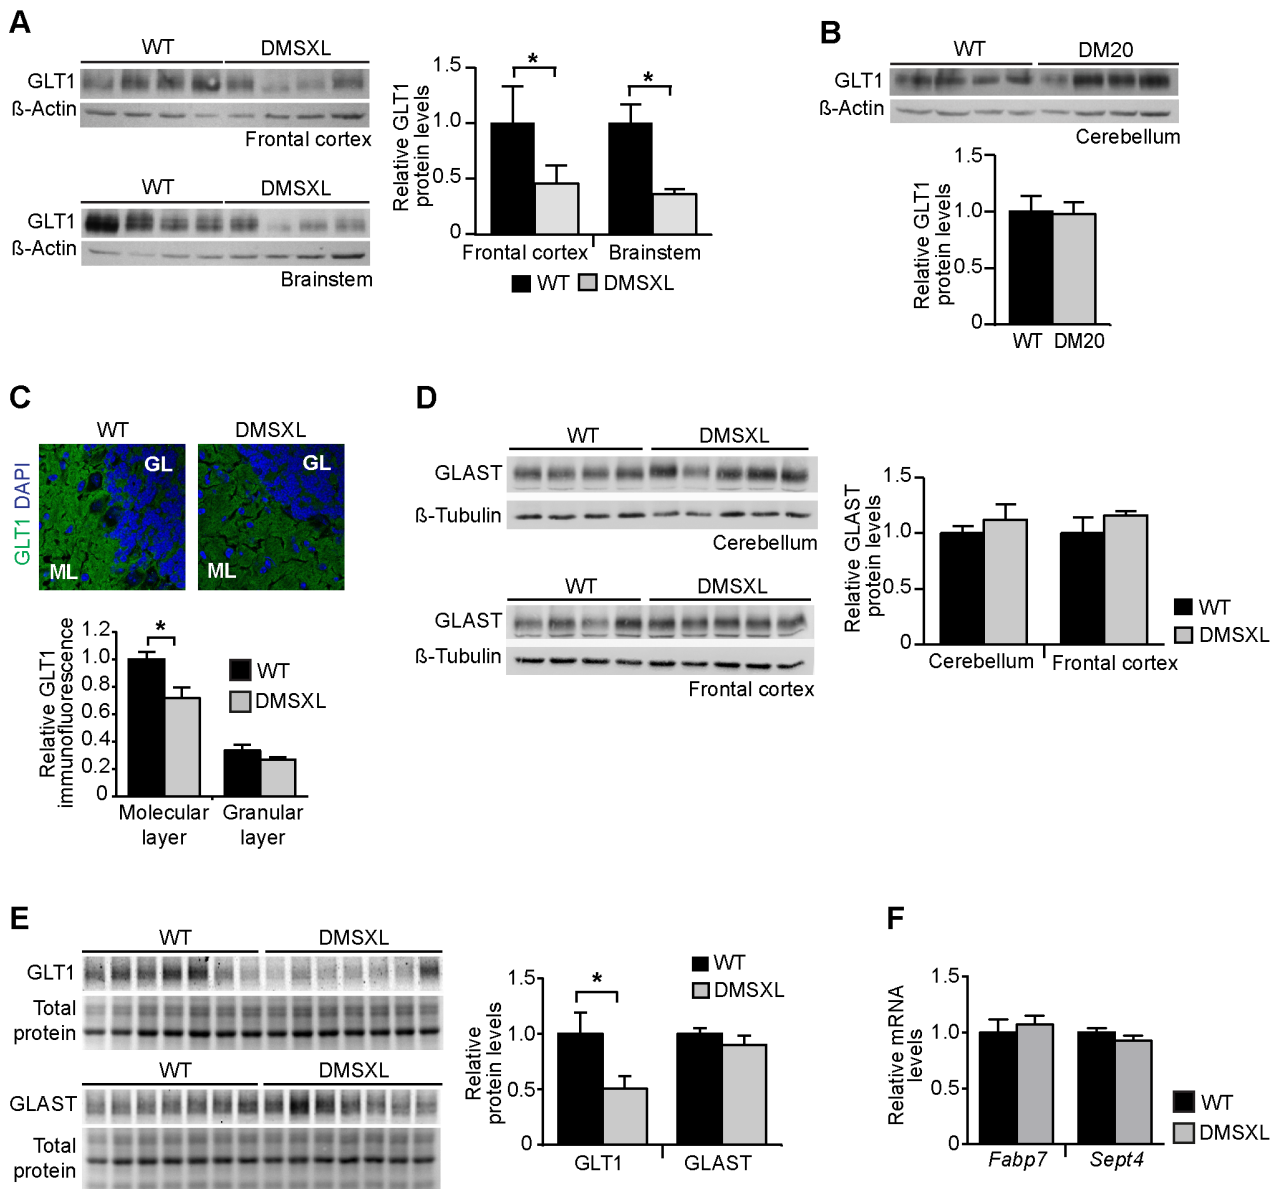 A
WT DMSXL
GLT1
ß-Actin
Frontal cortex
WT DMSXL
GLT1
ß-Actin
Brainstem
Relative GLT1
protein levels
1.5
1.0
0.5
0
* *
Frontal cortex Brainstem
WT DMSXL
B
WT DM20
GLT1
ß-Actin
Cerebellum
Relative GLT1
protein levels
1.5
1.0
0.5
0
WT DM20
C
WT DMSXL
GLT1 DAPI
GL GL
ML ML
Relative GLT1
immunofluorescence
1.2
1.0
0.8
0.6
0.4
0.2
0
*
WT
DMSXL
Molecular Granular
layer layer
D
WT DMSXL
GLAST
ß-Tubulin
Cerebellum
WT DMSXL
GLAST
ß-Tubulin
Frontal cortex
Relative GLAST
protein levels
1.5
1.0
0.5
0
Cerebellum Frontal cortex
WT
DMSXL
E
WT DMSXL
GLT1
Total
protein
WT DMSXL
GLAST
Total
protein
Relative
protein levels
1.5
1.0
0.5
0
*
WT
DMSXL
GLT1 GLAST
F
Relative mRNA
levels
1.5
1.0
0.5
0
Fabp7 Sept4
WT
DMSXL